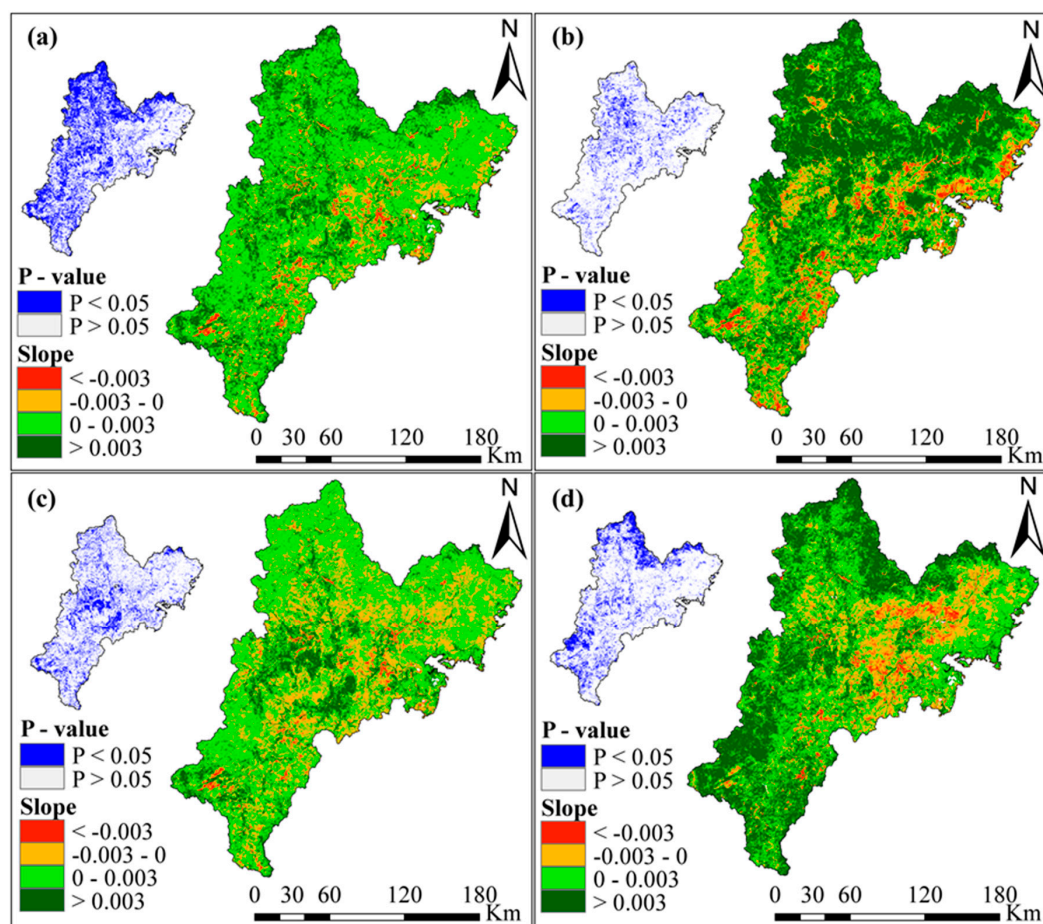 (a)
N
P - value
P < 0.05
P > 0.05
Slope
< -0.003
-0.003 - 0
0 - 0.003
> 0.003
0 30 60 120 180
Km
(b)
N
P - value
P < 0.05
P > 0.05
Slope
< -0.003
-0.003 - 0
0 - 0.003
> 0.003
0 30 60 120 180
Km
(c)
N
P - value
P < 0.05
P > 0.05
Slope
< -0.003
-0.003 - 0
0 - 0.003
> 0.003
0 30 60 120 180
Km
(d)
N
P - value
P < 0.05
P > 0.05
Slope
< -0.003
-0.003 - 0
0 - 0.003
> 0.003
0 30 60 120 180
Km